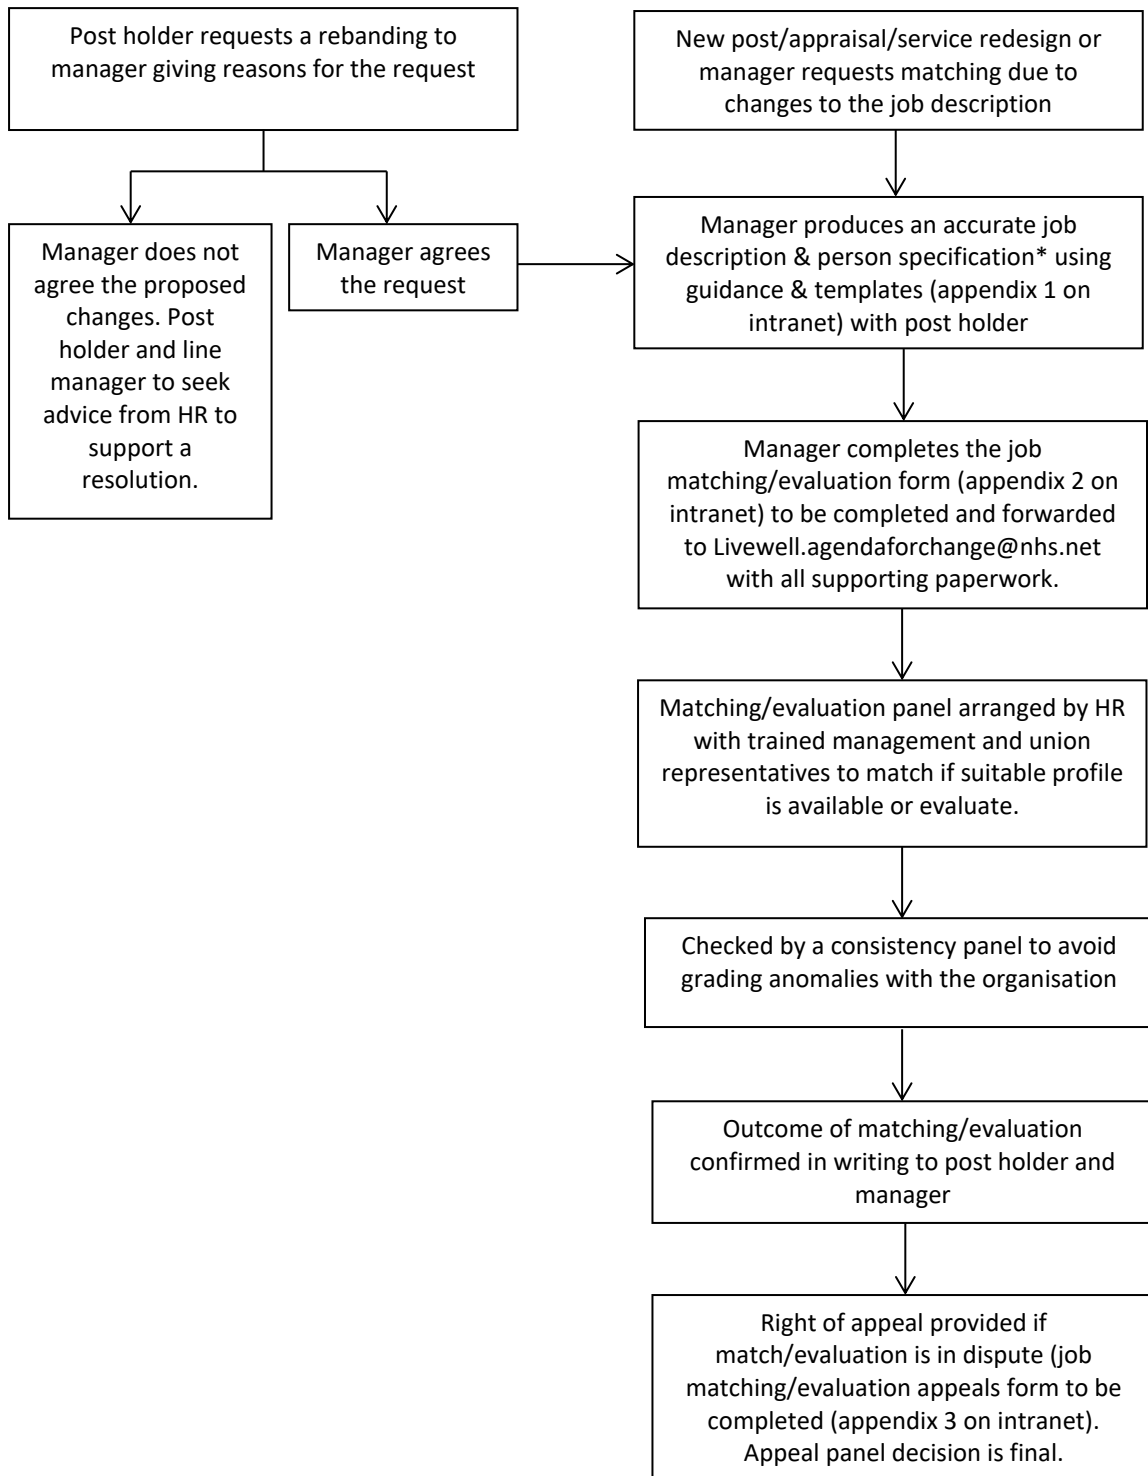 Post holder requests a rebanding to
manager giving reasons for the request
New post/appraisal/service redesign or
manager requests matching due to
changes to the job description
Manager does not
agree the proposed
changes. Post
holder and line
manager to seek
advice from HR to
support a
resolution.
Manager agrees
the request
Manager produces an accurate job
description & person specification* using
guidance & templates (appendix 1 on
intranet) with post holder
Manager completes the job
matching/evaluation form (appendix 2 on
intranet) to be completed and forwarded
to Livewell.agendaforchange@nhs.net
with all supporting paperwork.
Matching/evaluation panel arranged by HR
with trained management and union
representatives to match if suitable profile
is available or evaluate.
Checked by a consistency panel to avoid
grading anomalies with the organisation
Outcome of matching/evaluation
confirmed in writing to post holder and
manager
Right of appeal provided if
match/evaluation is in dispute (job
matching/evaluation appeals form to be
completed (appendix 3 on intranet).
Appeal panel decision is final.